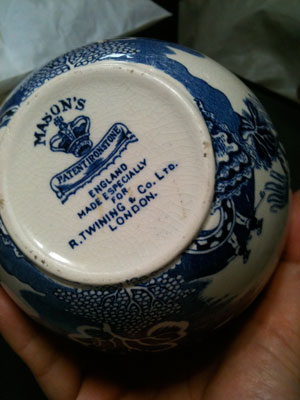 MASON'S
PATENT IRONSTONE
ENGLAND
MADE ESPECIALLY
FOR
R. TWINING & Co. LTD.
LONDON.